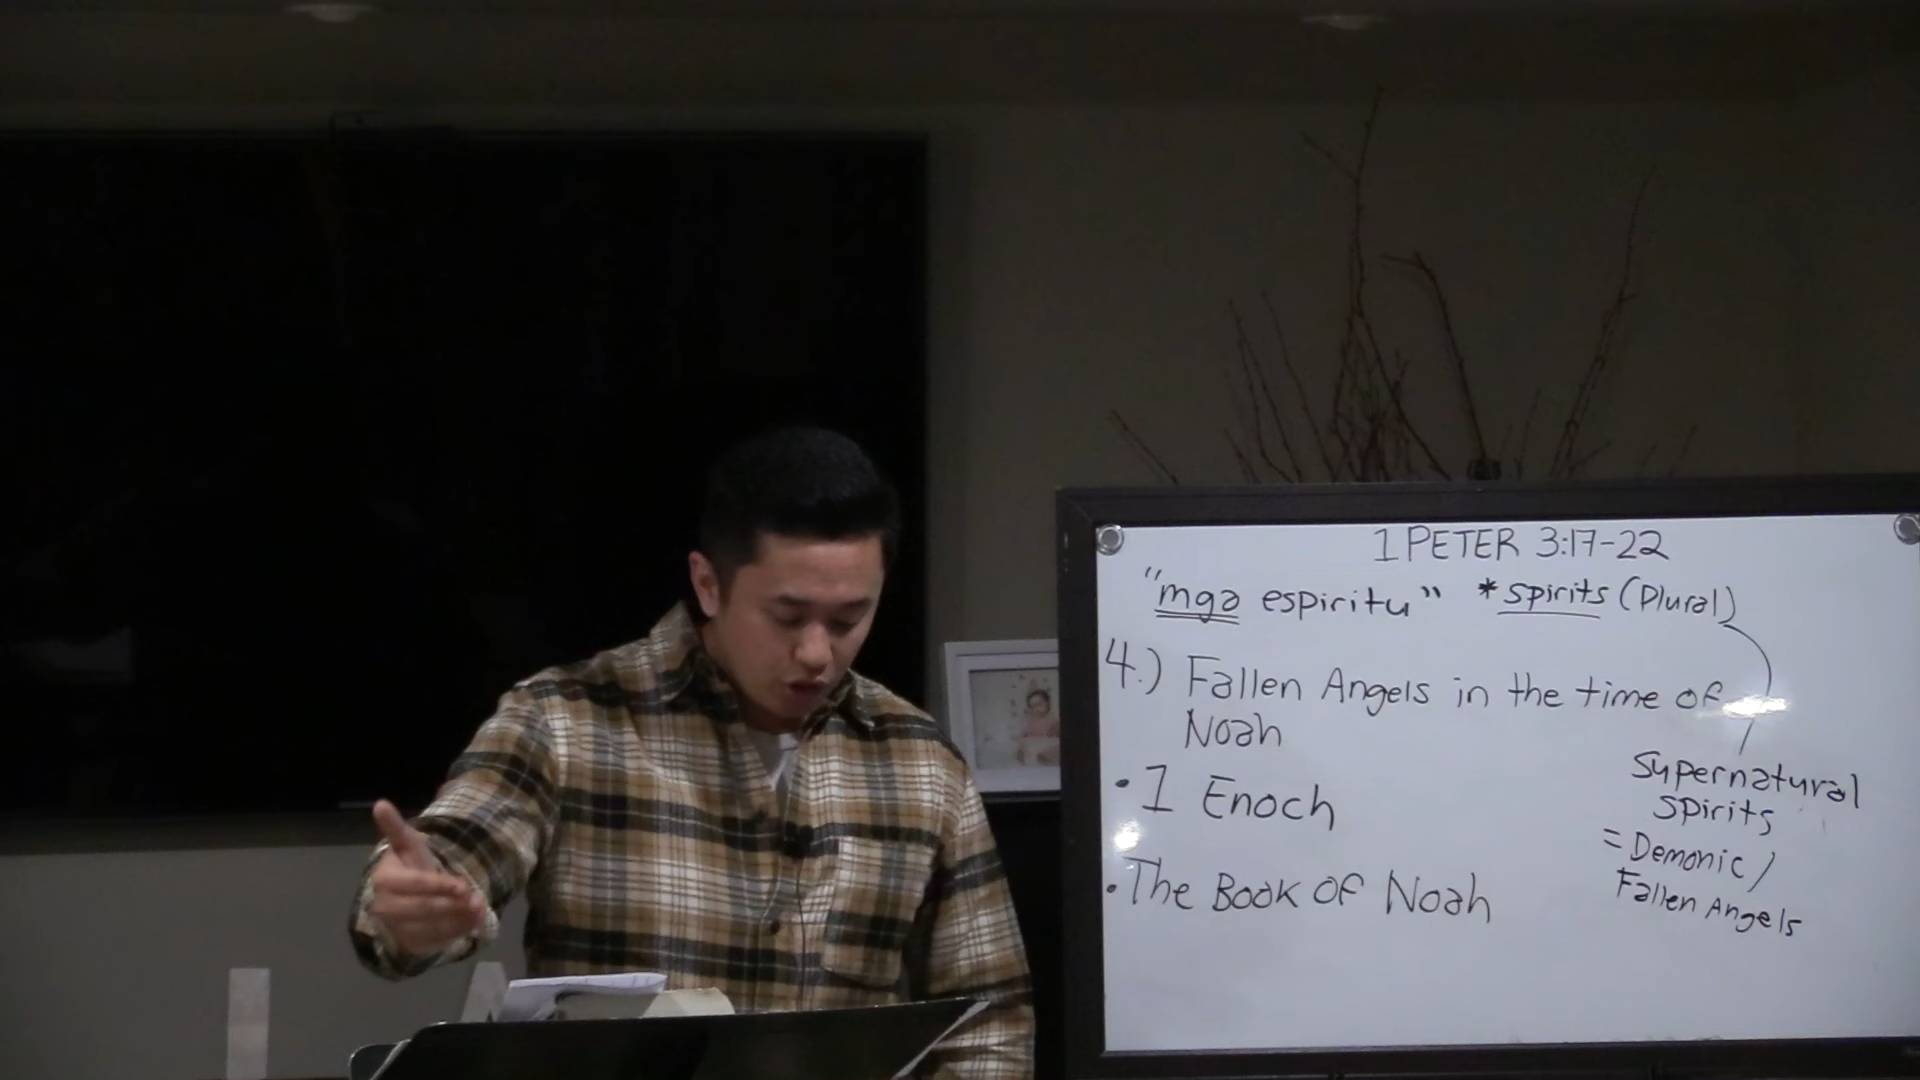 1 PETER 3:17-22
"mga espiritu" *spirits (Plural)
4.) Fallen Angels in the time of
Noah
• 1 Enoch
• The Book of Noah
Supernatural
spirits
= Demonic /
Fallen Angels